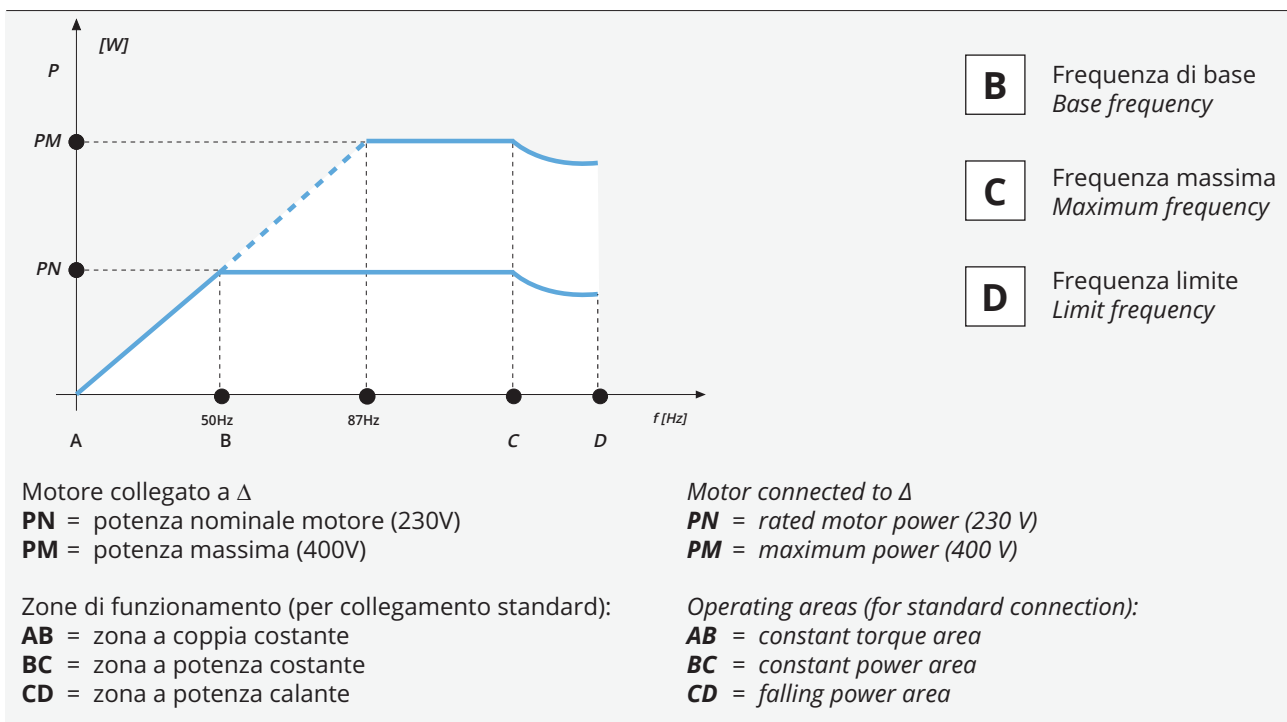 [W]
P
PM
PN
50Hz
87Hz
f [Hz]
A
B
C
D
B
Frequenza di base
Base frequency
C
Frequenza massima
Maximum frequency
D
Frequenza limite
Limit frequency
Motore collegato a Δ
PN = potenza nominale motore (230V)
PM = potenza massima (400V)
Zone di funzionamento (per collegamento standard):
AB = zona a coppia costante
BC = zona a potenza costante
CD = zona a potenza calante
Motor connected to Δ
PN = rated motor power (230 V)
PM = maximum power (400 V)
Operating areas (for standard connection):
AB = constant torque area
BC = constant power area
CD = falling power area